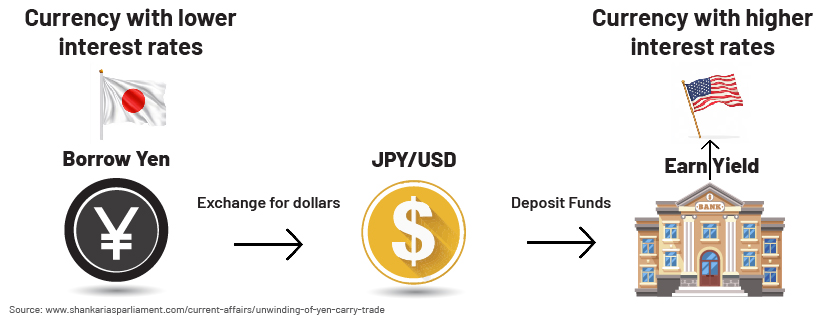 Currency with lower
interest rates
Currency with higher
interest rates
Borrow Yen
JPY/USD
Earn Yield
Exchange for dollars
Deposit Funds
¥
$
BANK
Source: www.shankariasparliament.com/current-affairs/unwinding-of-yen-carry-trade